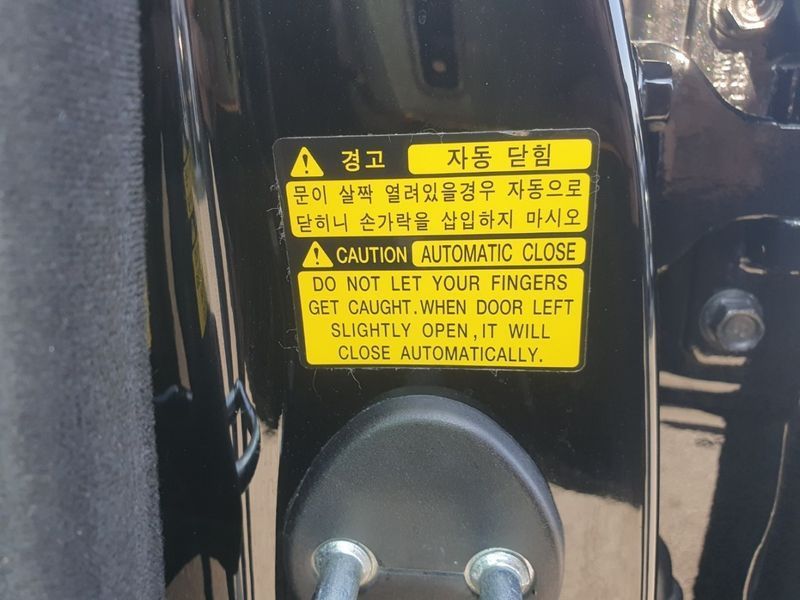 경고 자동 닫힘
문이 살짝 열려있을경우 자동으로
닫히니 손가락을 삽입하지 마시오
CAUTION AUTOMATIC CLOSE
DO NOT LET YOUR FINGERS
GET CAUGHT.WHEN DOOR LEFT
SLIGHTLY OPEN,IT WILL
CLOSE AUTOMATICALLY.